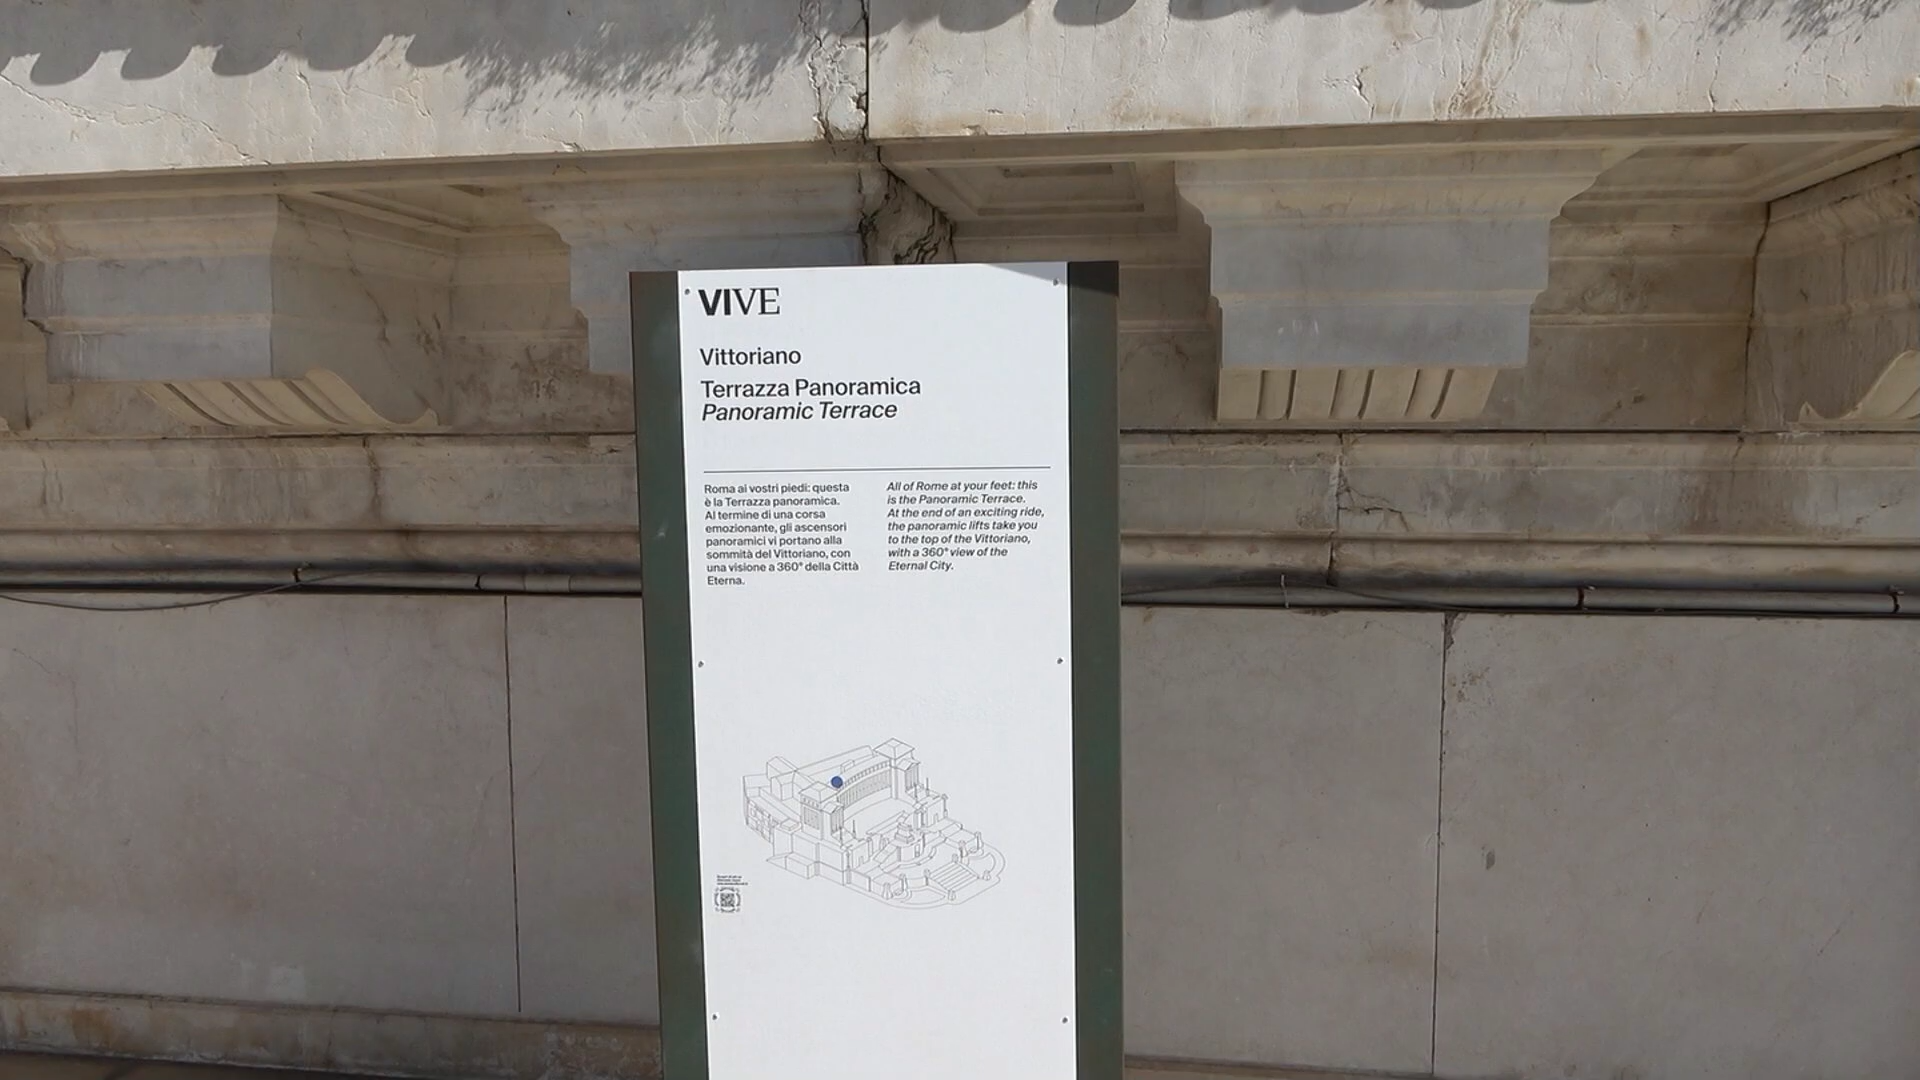 VIVE
Vittoriano
Terrazza Panoramica
Panoramic Terrace
Roma ai vostri piedi: questa
è la Terrazza panoramica.
Al termine di una corsa
emozionante, gli ascensori
panoramici vi portano alla
sommità del Vittoriano, con
una visione a 360° della Città
Eterna.
All of Rome at your feet: this
is the Panoramic Terrace.
At the end of an exciting ride,
the panoramic lifts take you
to the top of the Vittoriano,
with a 360° view of the
Eternal City.